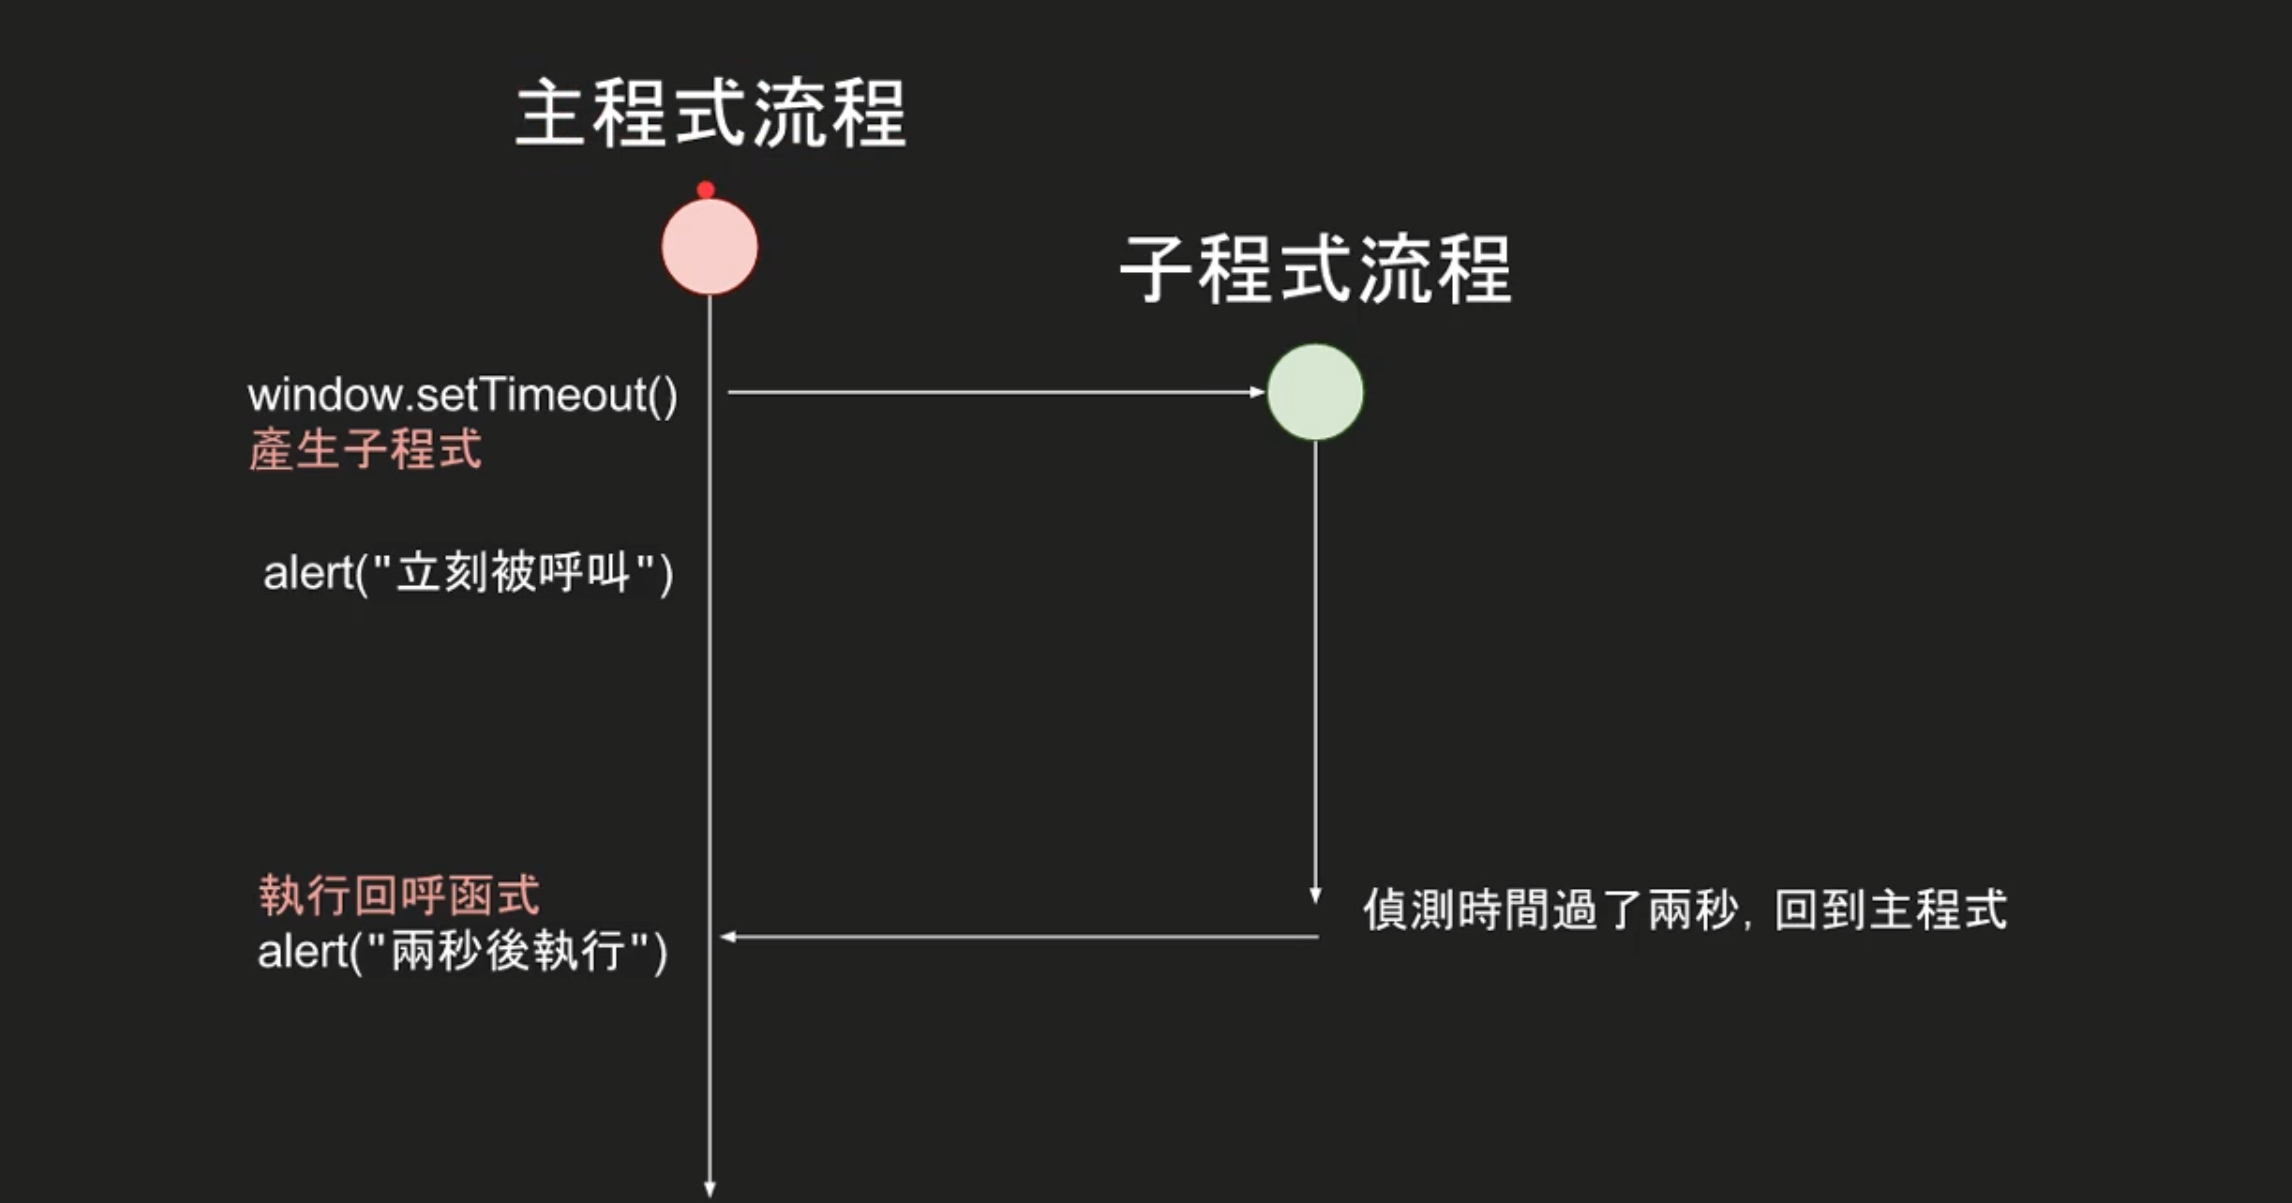 主程式流程
子程式流程
window.setTimeout()
產生子程式
alert("立刻被呼叫")
執行回呼函式
alert("兩秒後執行")
偵測時間過了兩秒, 回到主程式